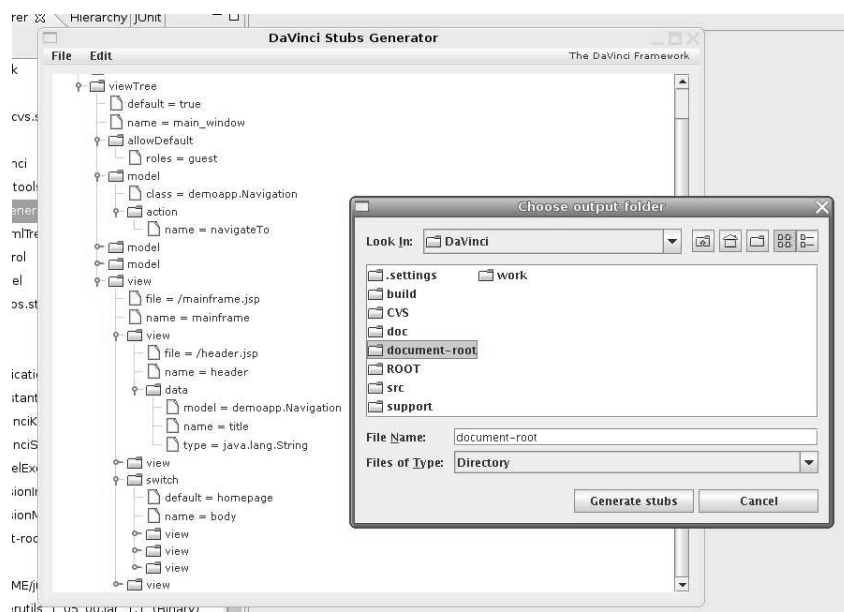 Hierarchy JUnit
DaVinci Stubs Generator
File Edit
The DaVinci Framework
viewTree
default = true
name = main_window
allowDefault
roles = guest
model
class = demoapp.Navigation
action
name = navigateTo
model
model
view
file = /mainframe.jsp
name = mainframe
view
file = /header.jsp
name = header
data
model = demoapp.Navigation
name = title
type = java.lang.String
view
switch
default = homepage
name = body
view
view
view
view
Choose output folder
Look In: DaVinci
.settings
build
CVS
doc
document-root
ROOT
src
support
work
File Name: document-root
Files of Type: Directory
Generate stubs
Cancel